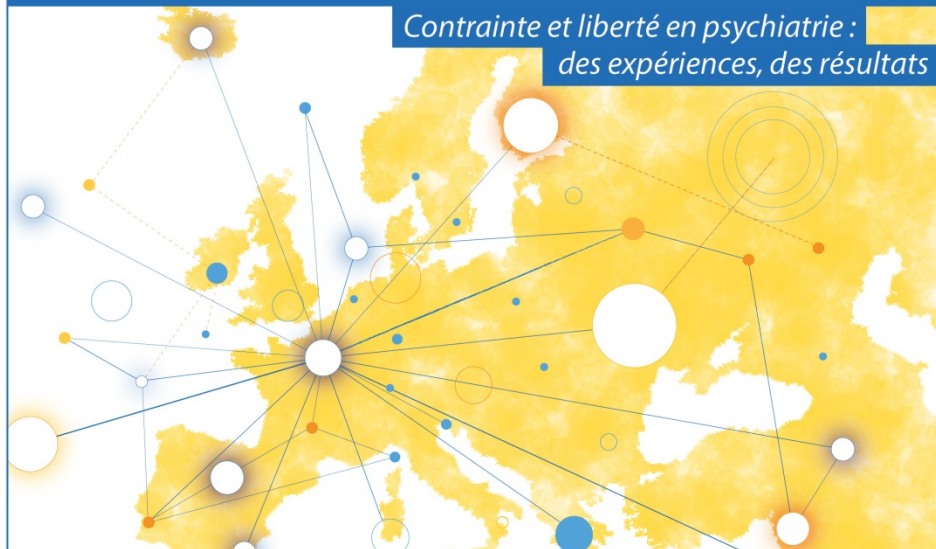 Contrainte et liberté en psychiatrie :
des expériences, des résultats